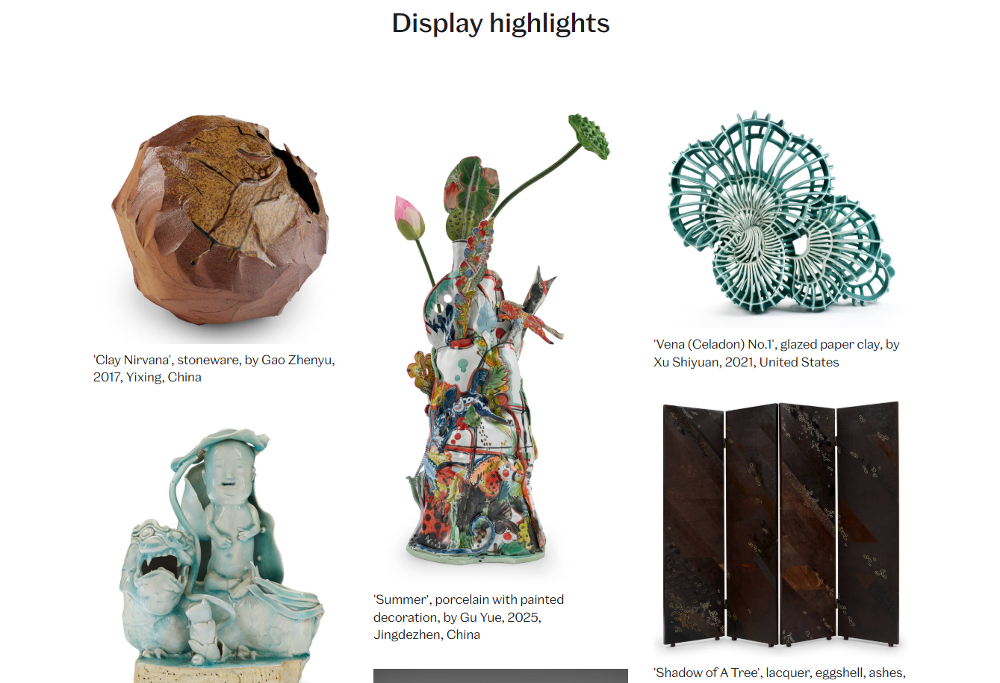 Display highlights
'Clay Nirvana', stoneware, by Gao Zhenyu,
2017, Yixing, China
'Summer', porcelain with painted
decoration, by Gu Yue, 2025,
Jingdezhen, China
'Vena (Celadon) No.1', glazed paper clay, by
Xu Shiyuan, 2021, United States
'Shadow of A Tree', lacquer, eggshell, ashes,